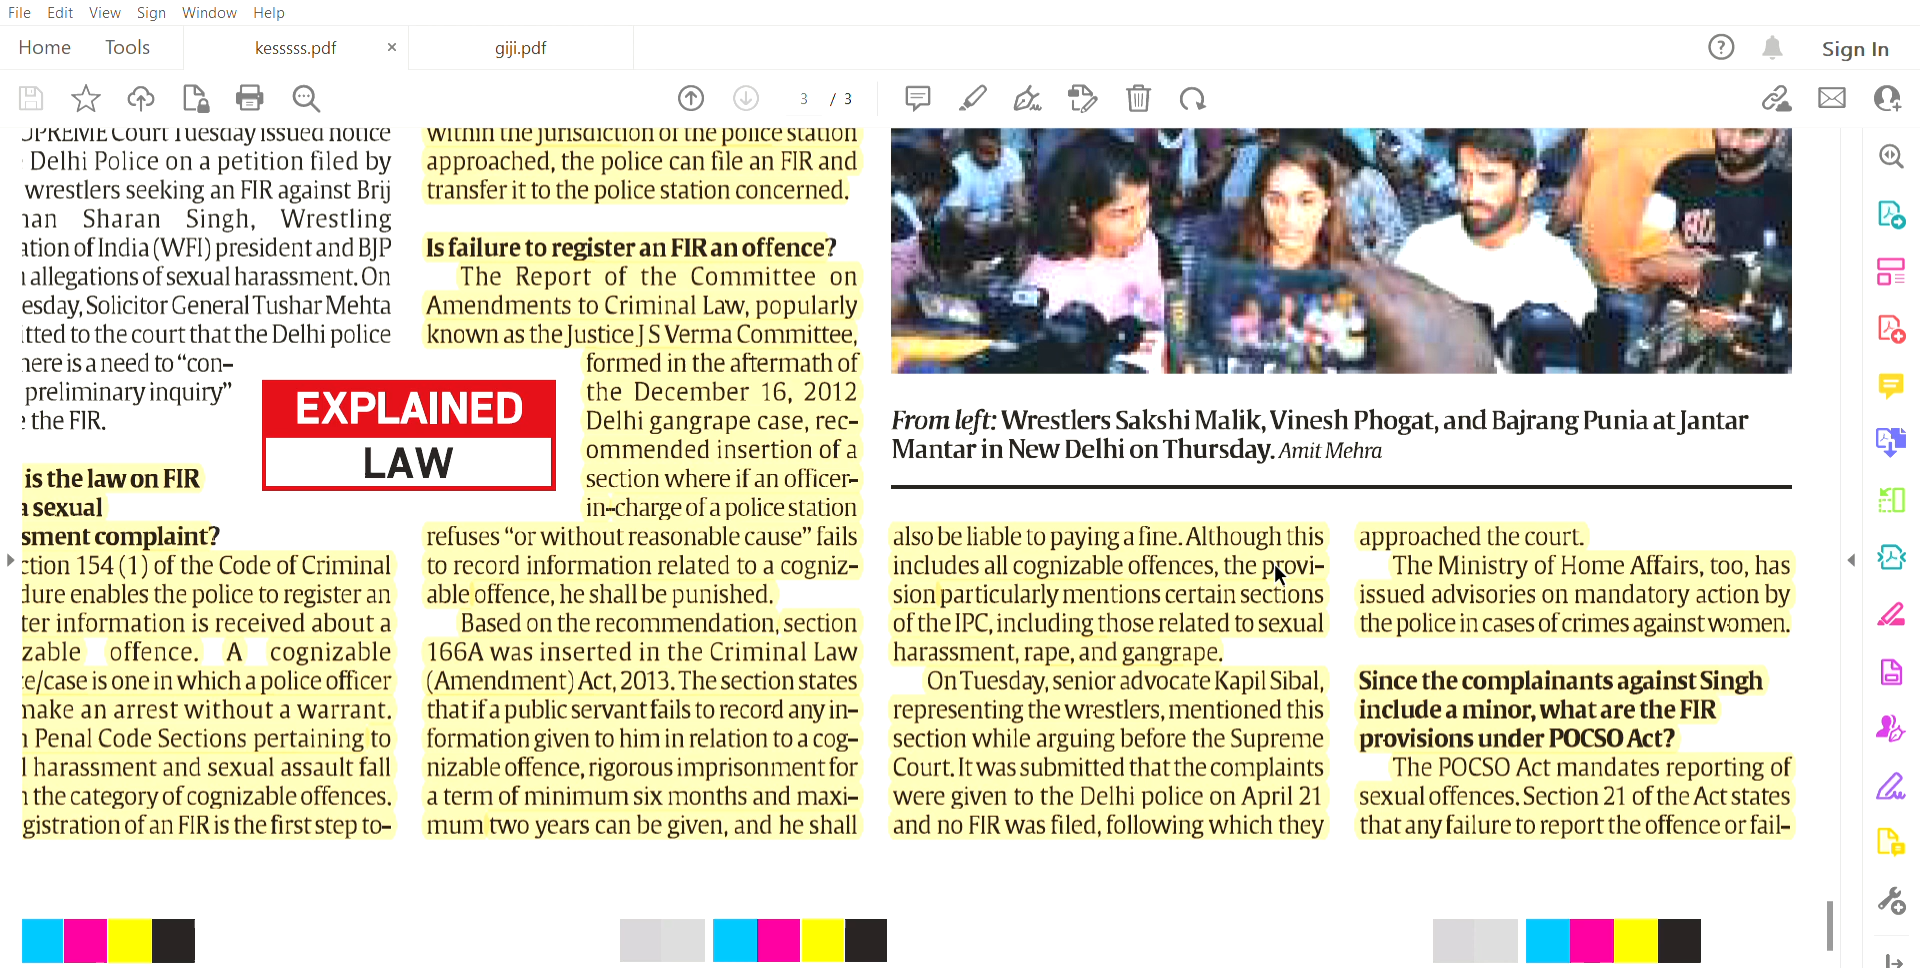 File Edit View Sign Window Help
Home Tools kesssss.pdf × giji.pdf Sign In
3 / 3
UPREME Court Tuesday issued notice
Delhi Police on a petition filed by
wrestlers seeking an FIR against Brij
Sharan Singh, Wrestling
ation of India (WFI) president and BJP
allegations of sexual harassment. On
esday, Solicitor General Tushar Mehta
itted to the court that the Delhi police
here is a need to “con-
preliminary inquiry”
the FIR.
is the law on FIR
a sexual
sment complaint?
ction 154 (1) of the Code of Criminal
dure enables the police to register an
ter information is received about a
zable offence. A cognizable
e/case is one in which a police officer
make an arrest without a warrant.
Penal Code Sections pertaining to
l harassment and sexual assault fall
the category of cognizable offences.
gistration of an FIR is the first step to-
EXPLAINED
LAW
within the jurisdiction of the police station
approached, the police can file an FIR and
transfer it to the police station concerned.
Is failure to register an FIR an offence?
The Report of the Committee on
Amendments to Criminal Law, popularly
known as the Justice J S Verma Committee,
formed in the aftermath of
the December 16, 2012
Delhi gangrape case, rec-
ommended insertion of a
section where if an officer-
in-charge of a police station
refuses “or without reasonable cause” fails
to record information related to a cogniz-
able offence, he shall be punished.
Based on the recommendation, section
166A was inserted in the Criminal Law
(Amendment) Act, 2013. The section states
that if a public servant fails to record any in-
formation given to him in relation to a cog-
nizable offence, rigorous imprisonment for
a term of minimum six months and maxi-
mum two years can be given, and he shall
From left: Wrestlers Sakshi Malik, Vinesh Phogat, and Bajrang Punia at Jantar
Mantar in New Delhi on Thursday. Amit Mehra
also be liable to paying a fine. Although this
includes all cognizable offences, the provi-
sion particularly mentions certain sections
of the IPC, including those related to sexual
harassment, rape, and gangrape.
On Tuesday, senior advocate Kapil Sibal,
representing the wrestlers, mentioned this
section while arguing before the Supreme
Court. It was submitted that the complaints
were given to the Delhi police on April 21
and no FIR was filed, following which they
approached the court.
The Ministry of Home Affairs, too, has
issued advisories on mandatory action by
the police in cases of crimes against women.
Since the complainants against Singh
include a minor, what are the FIR
provisions under POCSO Act?
The POCSO Act mandates reporting of
sexual offences. Section 21 of the Act states
that any failure to report the offence or fail-